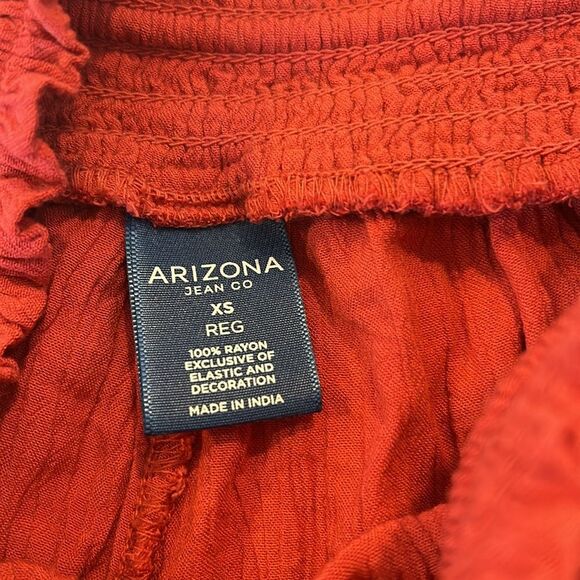 ARIZONA
JEAN CO
XS
REG
100% RAYON
EXCLUSIVE OF
ELASTIC AND
DECORATION
MADE IN INDIA